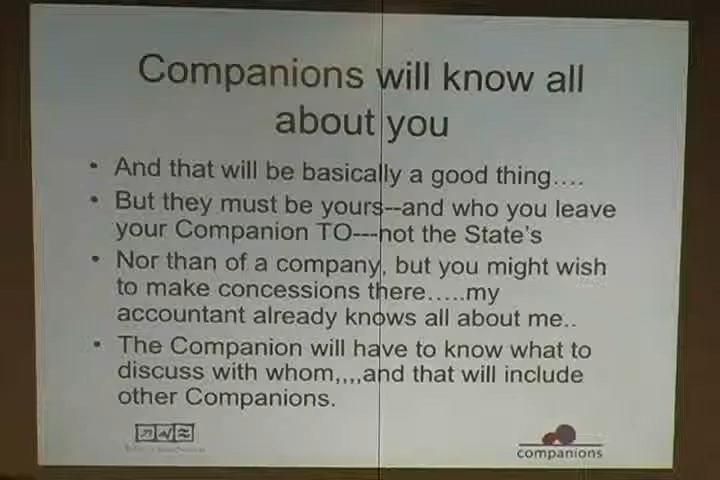 Companions will know all
about you
• And that will be basically a good thing....
• But they must be yours--and who you leave
your Companion TO---not the State's
• Nor than of a company, but you might wish
to make concessions there.....my
accountant already knows all about me..
• The Companion will have to know what to
discuss with whom,,,,and that will include
other Companions.
companions